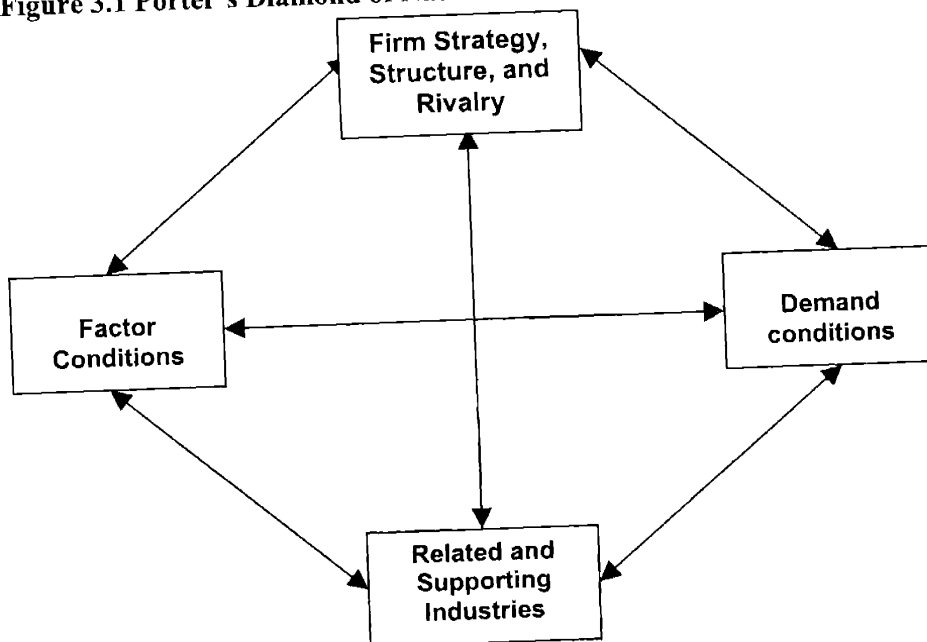 Figure 3.1 Porter's Diamond of
Firm Strategy,
Structure, and
Rivalry
Factor
Conditions
Demand
conditions
Related and
Supporting
Industries